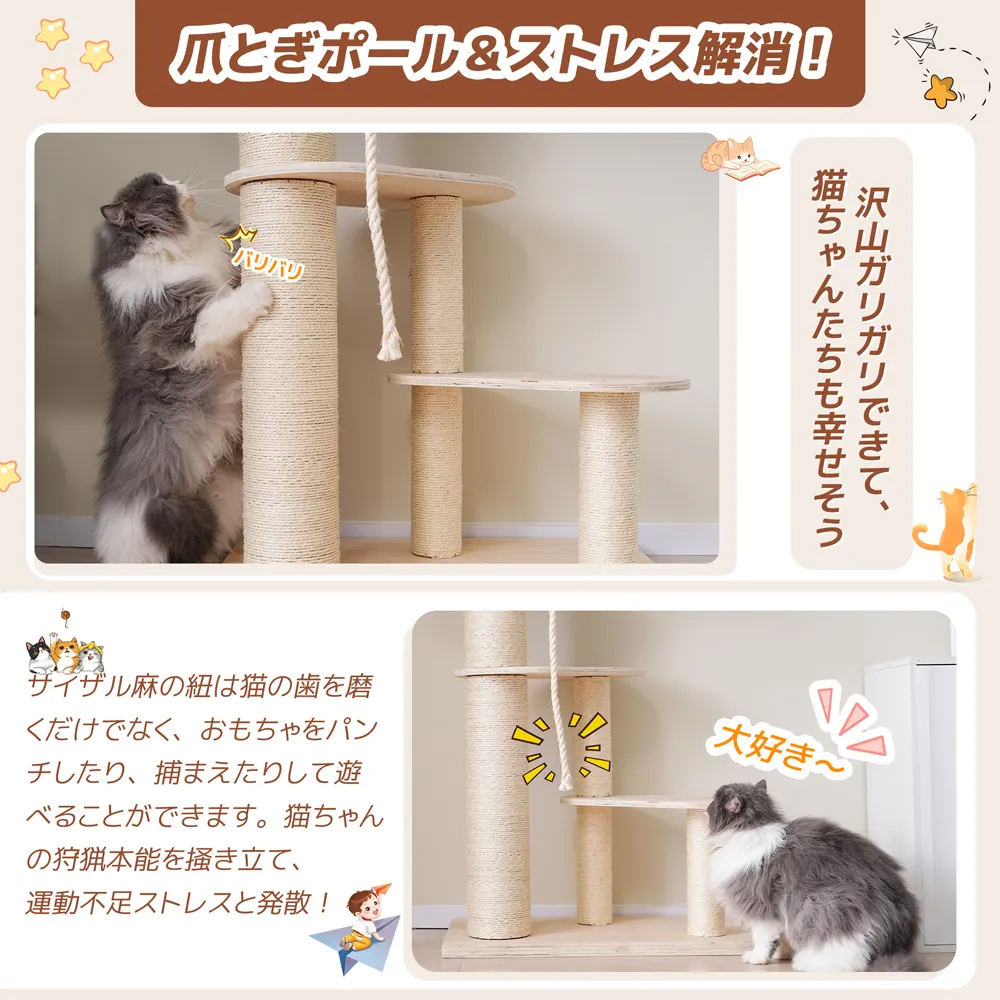 爪とぎポール＆ストレス解消！
バリバリ
沢山ガリガリできて、
猫ちゃんたちも幸せそう
サイザル麻の紐は猫の歯を磨
くだけでなく、おもちゃをパン
チしたり、捕まえたりして遊
べることができます。猫ちゃん
の狩猟本能を掻き立て、
運動不足ストレスと発散！
大好き〜